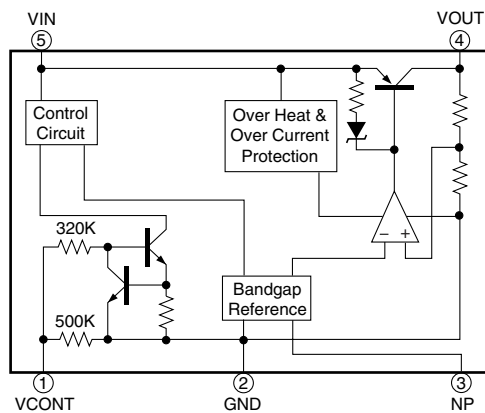 VIN
VOUT
5
4
Control
Circuit
Over Heat &
Over Current
Protection
320K
− +
Bandgap
Reference
500K
1
2
3
VCONT
GND
NP